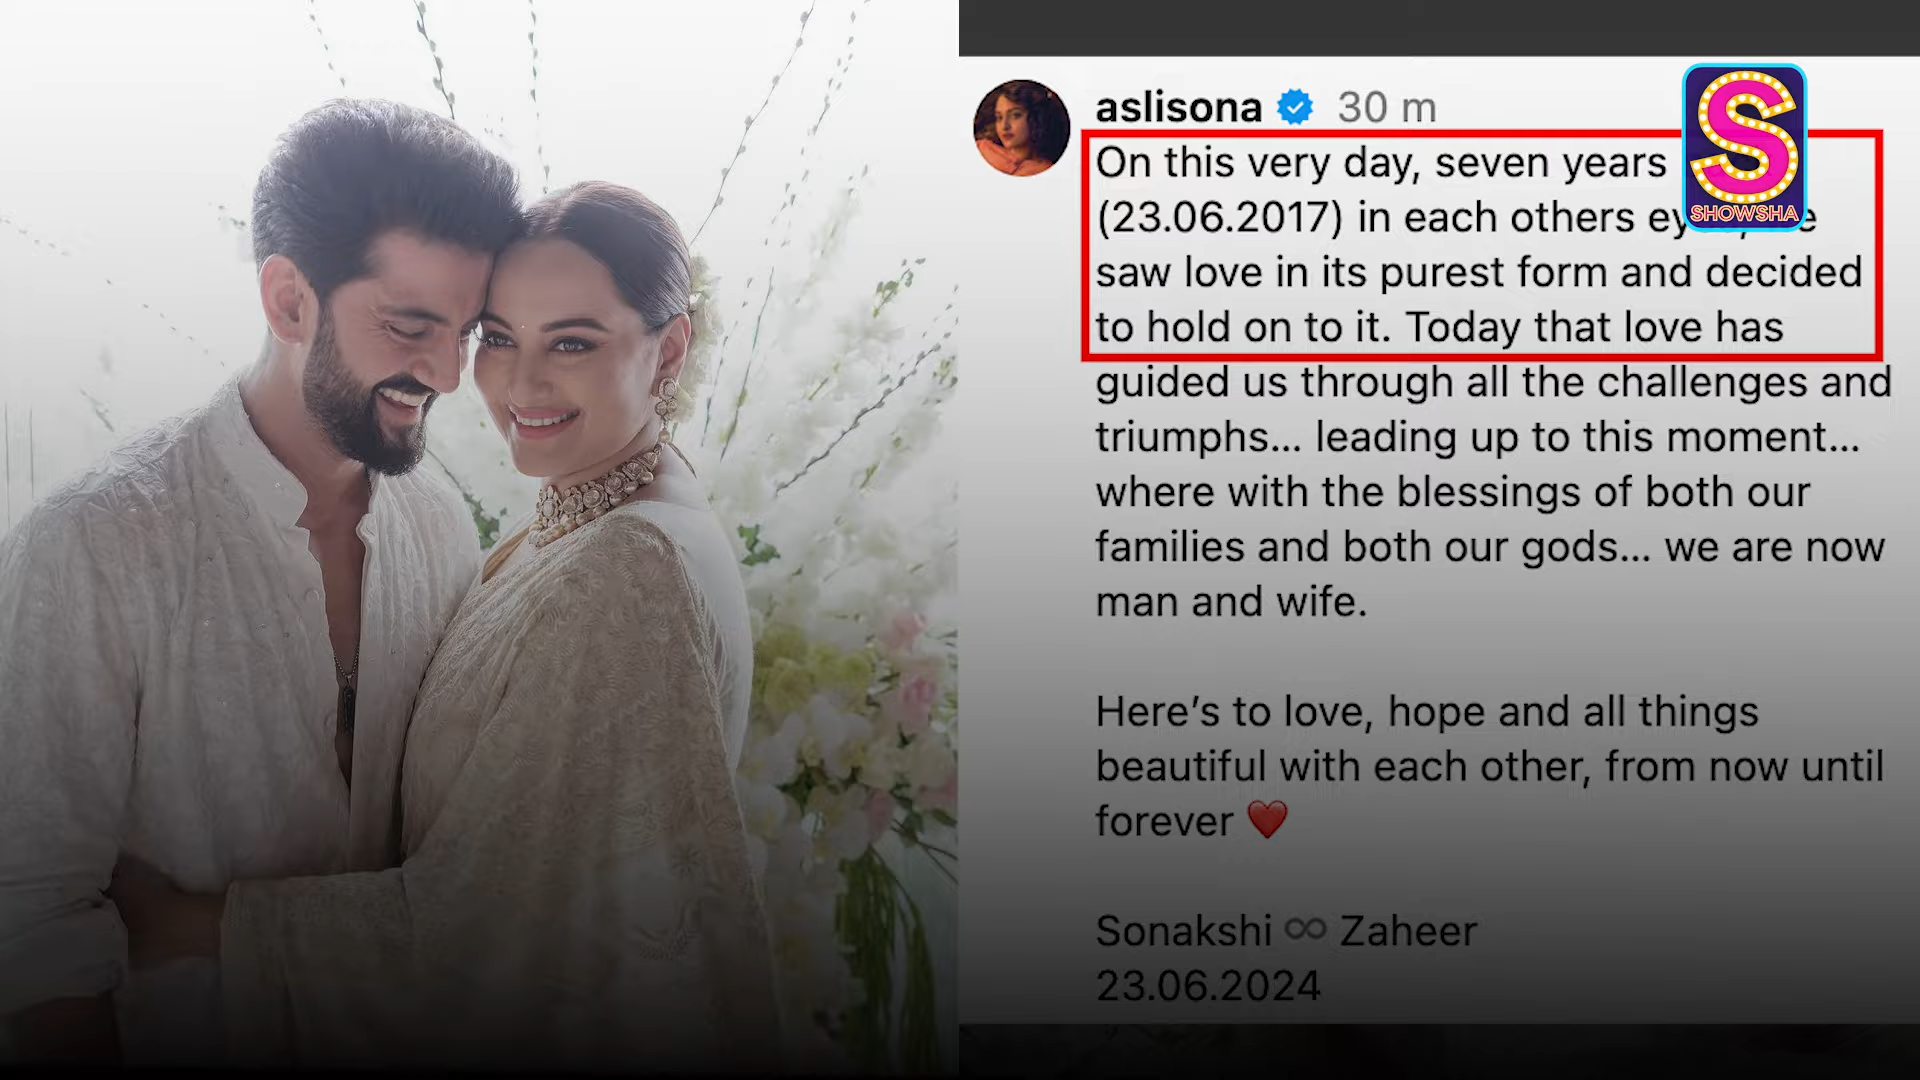 aslisona 30 m
On this very day, seven years
(23.06.2017) in each others
saw love in its purest form and decided
to hold on to it. Today that love has
guided us through all the challenges and
triumphs... leading up to this moment...
where with the blessings of both our
families and both our gods... we are now
man and wife.
Here’s to love, hope and all things
beautiful with each other, from now until
forever ❤️
Sonakshi ∞ Zaheer
23.06.2024
S
SHOWSHA